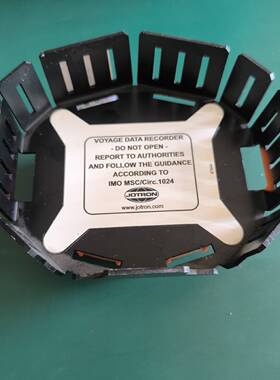 VOYAGE DATA RECORDER
- DO NOT OPEN -
REPORT TO AUTHORITIES
AND FOLLOW THE GUIDANCE
ACCORDING TO
IMO MSC/Circ.1024
JOTRON
www.jotron.com